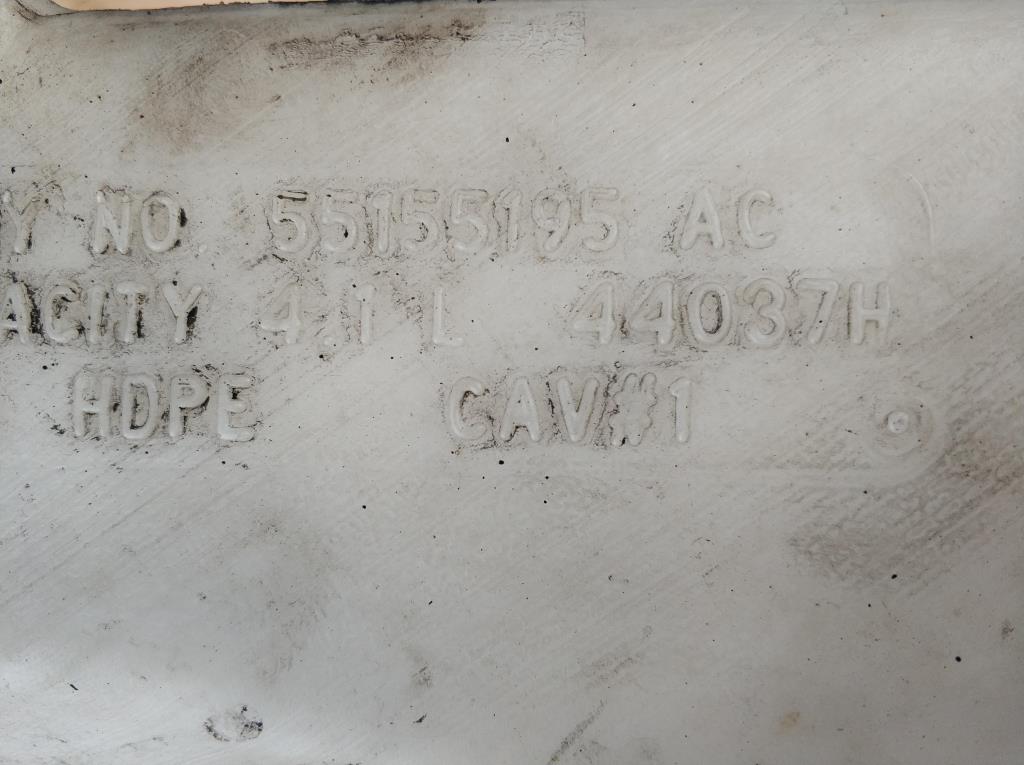 Y NO. 55155195 AC
ACITY 4.1 L 44037H
HDPE CAV#1